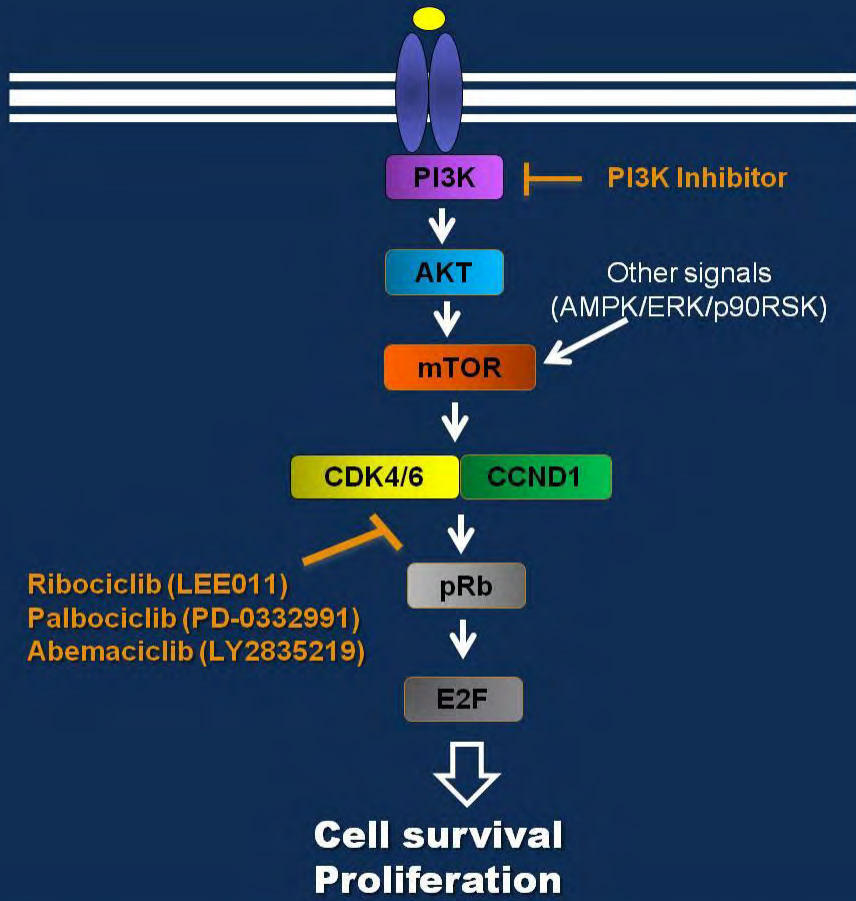 PI3K
PI3K Inhibitor
AKT
Other signals
(AMPK/ERK/p90RSK)
mTOR
CDK4/6
CCND1
Ribociclib (LEE011)
Palbociclib (PD-0332991)
Abemaciclib (LY2835219)
pRb
E2F
Cell survival
Proliferation